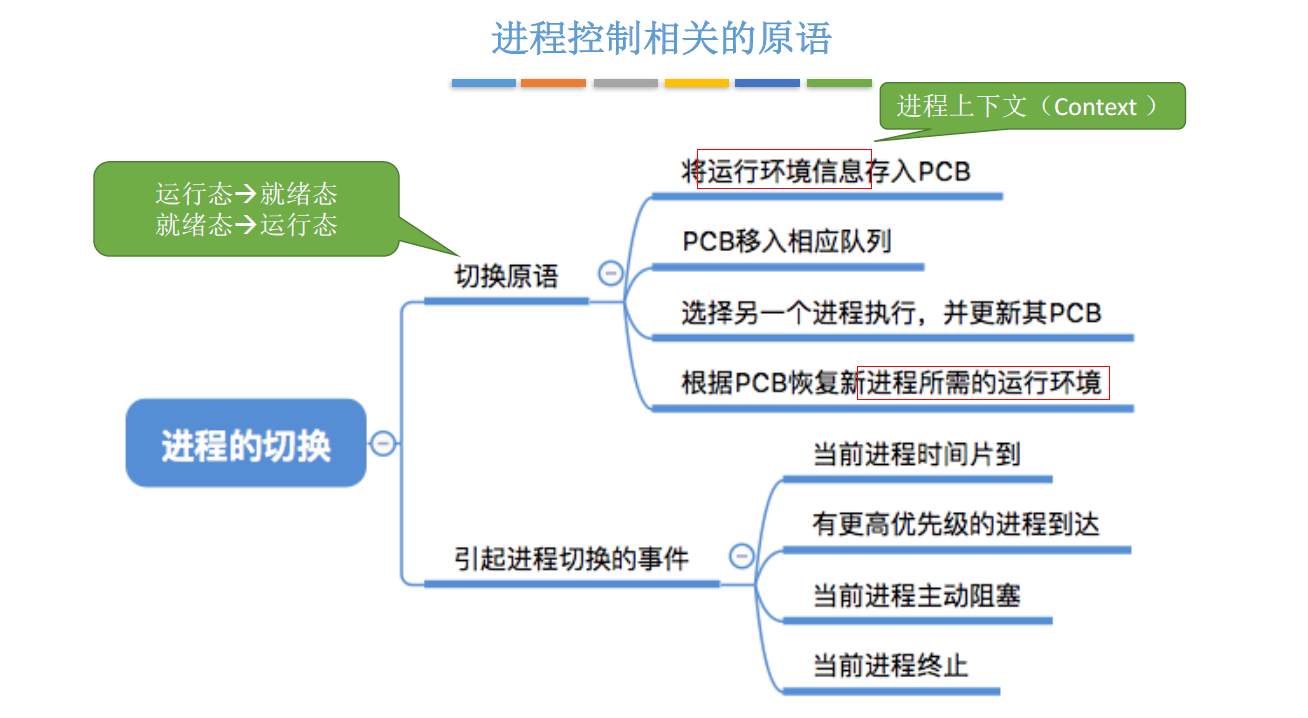 进程控制相关的原语
进程上下文（Context ）
运行态→就绪态
就绪态→运行态
将运行环境信息存入PCB
PCB移入相应队列
切换原语
选择另一个进程执行，并更新其PCB
根据PCB恢复新进程所需的运行环境
进程的切换
当前进程时间片到
有更高优先级的进程到达
引起进程切换的事件
当前进程主动阻塞
当前进程终止